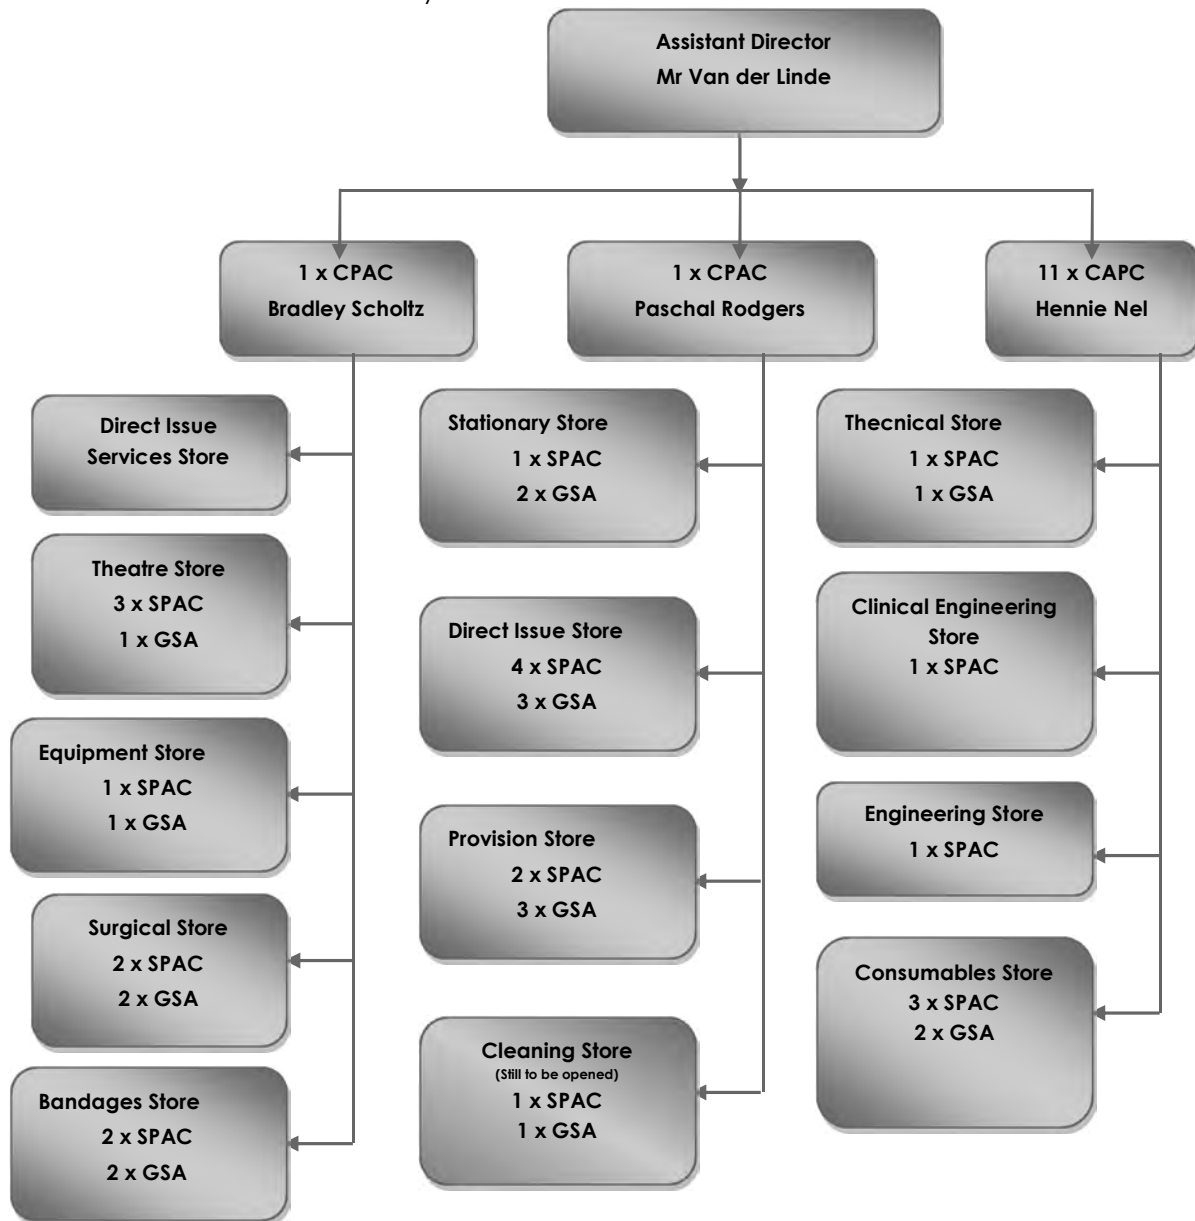 Assistant Director
Mr Van der Linde
1 x CPAC
Bradley Scholtz
1 x CPAC
Paschal Rodgers
11 x CAPC
Hennie Nel
Direct Issue
Services Store
Theatre Store
3 x SPAC
1 x GSA
Equipment Store
1 x SPAC
1 x GSA
Surgical Store
2 x SPAC
2 x GSA
Bandages Store
2 x SPAC
2 x GSA
Stationary Store
1 x SPAC
2 x GSA
Direct Issue Store
4 x SPAC
3 x GSA
Provision Store
2 x SPAC
3 x GSA
Cleaning Store
(Still to be opened)
1 x SPAC
1 x GSA
Thecnical Store
1 x SPAC
1 x GSA
Clinical Engineering
Store
1 x SPAC
Engineering Store
1 x SPAC
Consumables Store
3 x SPAC
2 x GSA